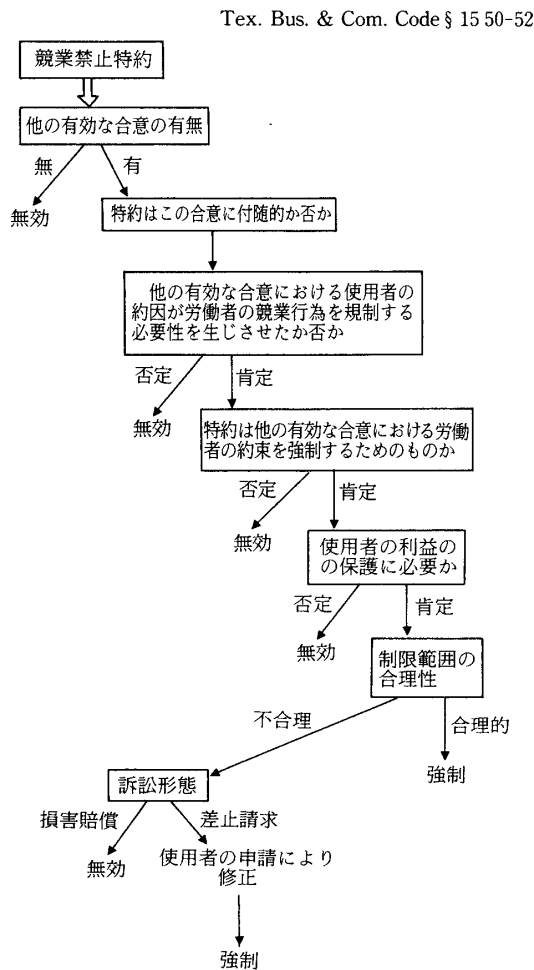 Tex. Bus. & Com. Code § 15 50-52
競業禁止特約
他の有効な合意の有無
無
有
無効
特約はこの合意に付随的か否か
他の有効な合意における使用者の
約因が労働者の競業行為を規制する
必要性を生じさせたか否か
否定
肯定
無効
特約は他の有効な合意における労働
者の約束を強制するためのものか
否定
肯定
無効
使用者の利益の
の保護に必要か
否定
肯定
無効
制限範囲の
合理性
不合理
合理的
強制
訴訟形態
損害賠償
差止請求
無効
使用者の申請により
修正
強制